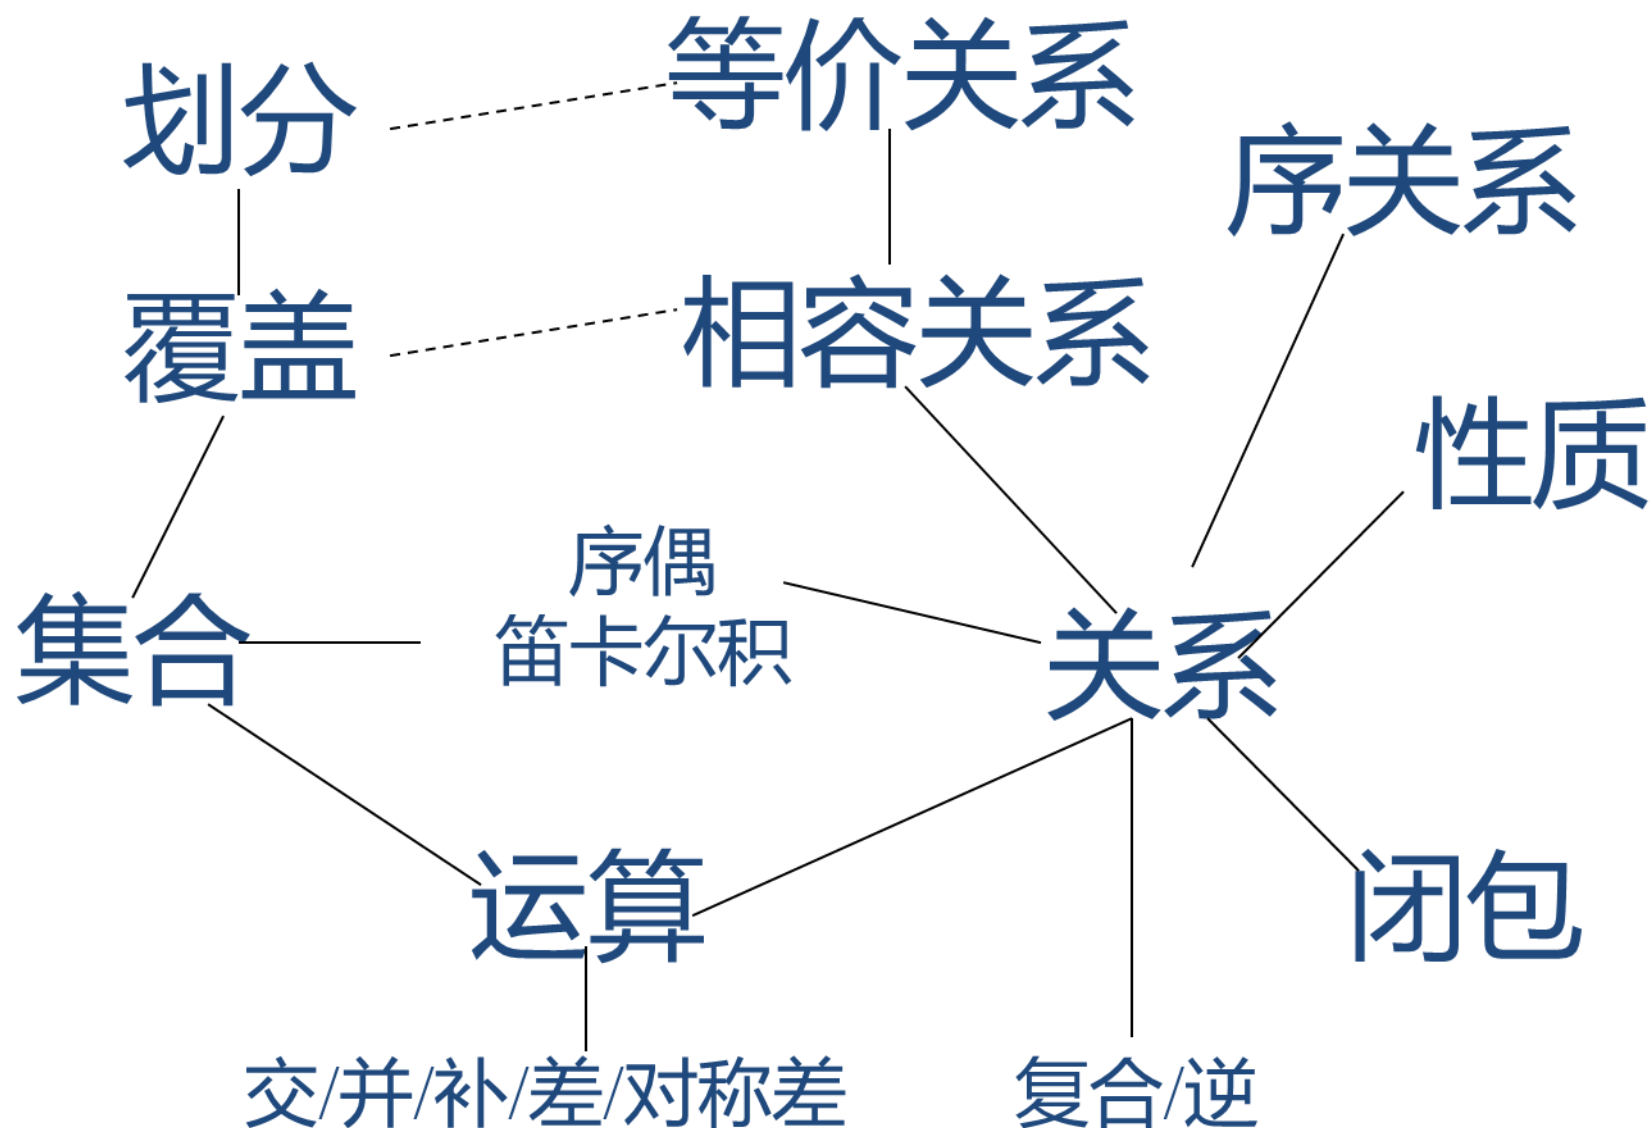 等价关系
划分
序关系
相容关系
覆盖
性质
序偶
笛卡尔积
集合
关系
运算
闭包
交/并/补/差/对称差
复合/逆